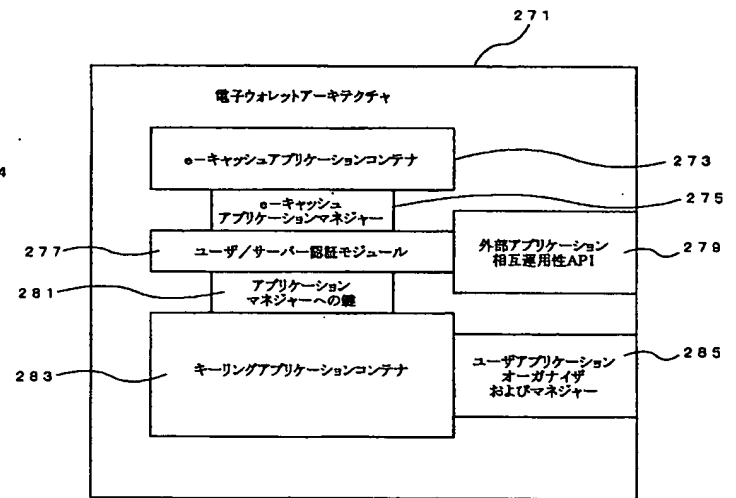 271
電子ウォレットアーキテクチャ
e-キャッシュアプリケーションコンテナ
273
4
e-キャッシュ
アプリケーションマネジャー
275
277
ユーザ/サーバー認証モジュール
外部アプリケーション
相互運用性API
279
281
アプリケーション
マネジャーへの鍵
283
キーリングアプリケーションコンテナ
ユーザアプリケーション
オーガナイザ
およびマネジャー
285